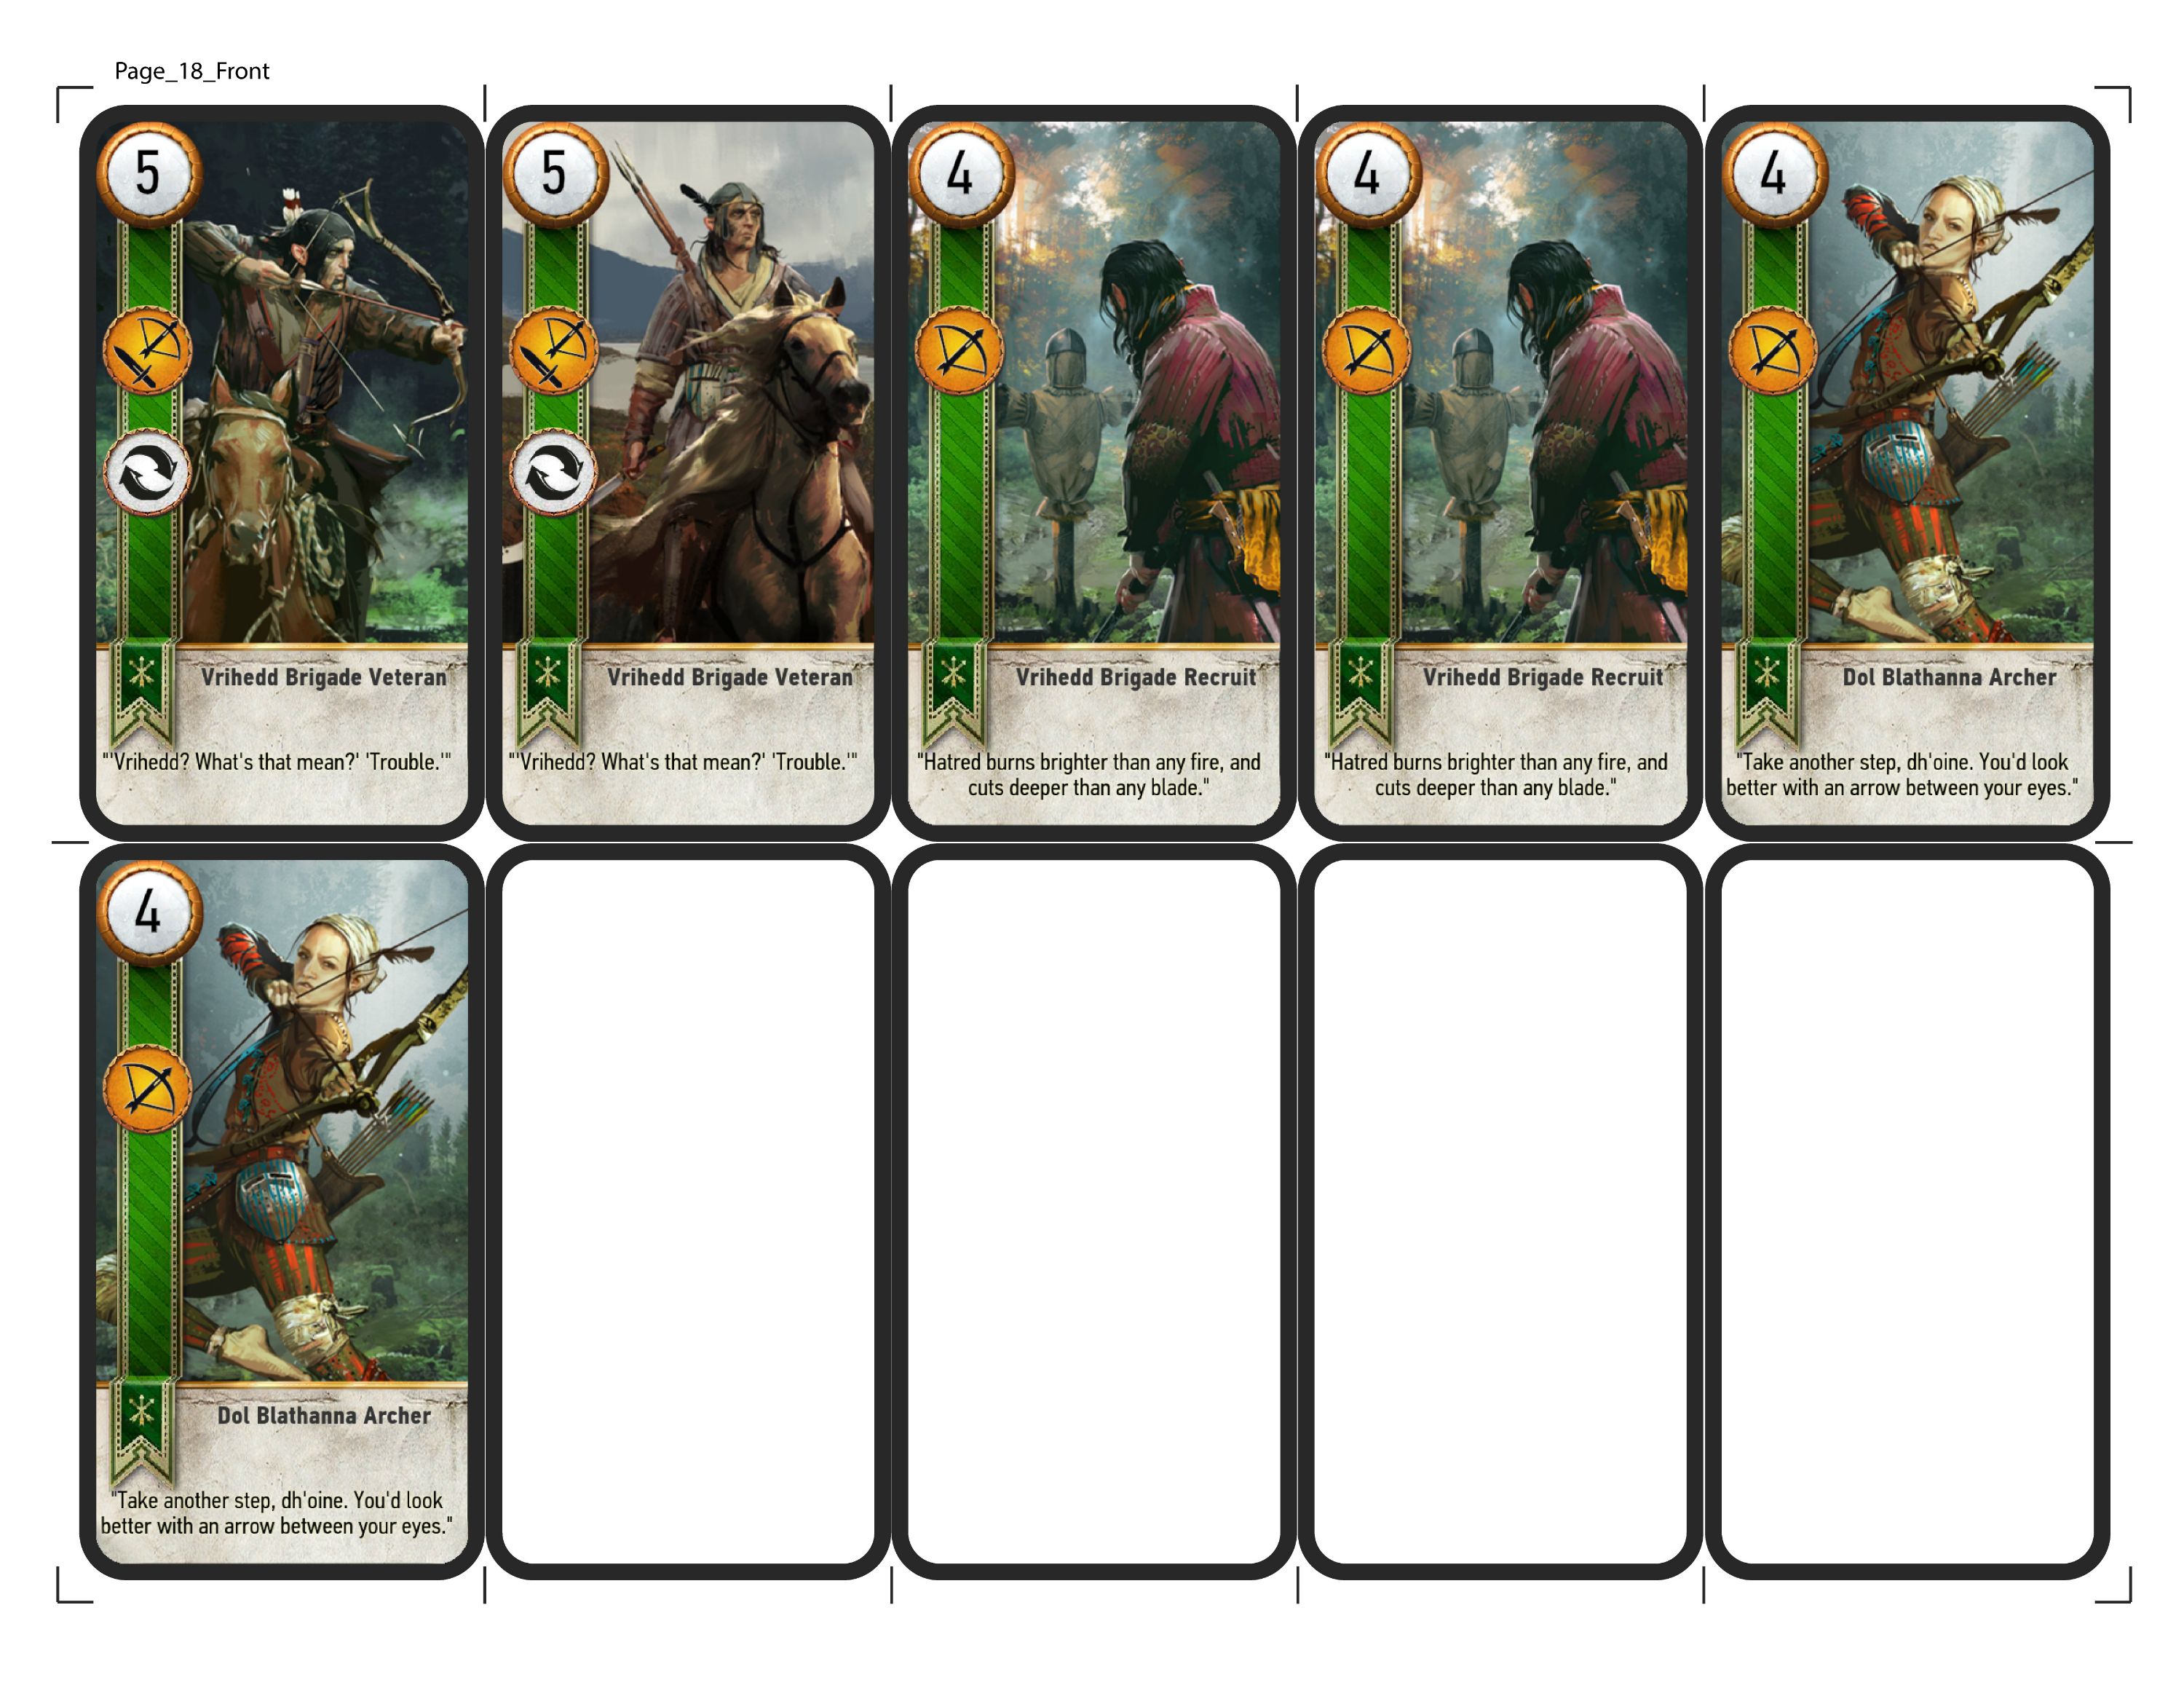 Page_18_Front
5
Vrihedd Brigade Veteran
"'Vrihedd? What's that mean?' 'Trouble.'"
5
Vrihedd Brigade Veteran
"'Vrihedd? What's that mean?' 'Trouble.'"
4
Vrihedd Brigade Recruit
"Hatred burns brighter than any fire, and
cuts deeper than any blade."
4
Vrihedd Brigade Recruit
"Hatred burns brighter than any fire, and
cuts deeper than any blade."
4
Dol Blathanna Archer
"Take another step, dh'oine. You'd look
better with an arrow between your eyes."
4
Dol Blathanna Archer
"Take another step, dh'oine. You'd look
better with an arrow between your eyes."